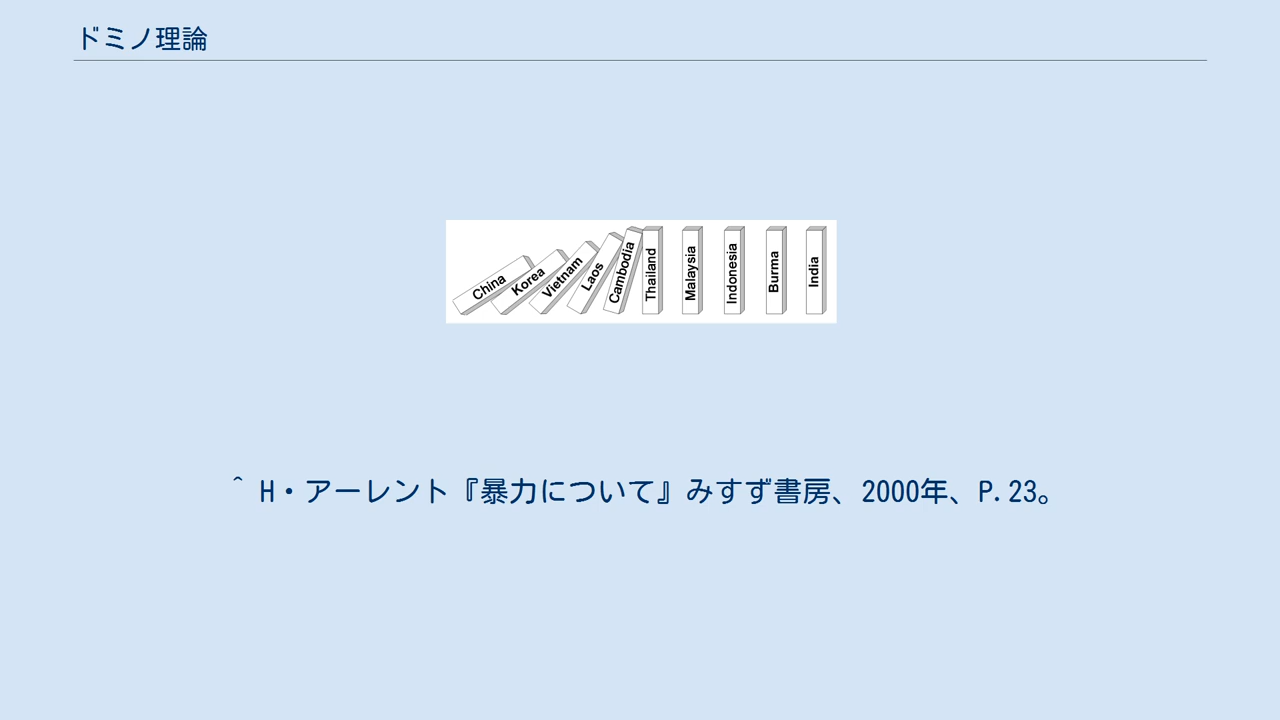 ドミノ理論
China
Korea
Vietnam
Laos
Cambodia
Thailand
Malaysia
Indonesia
Burma
India
^ H・アーレント『暴力について』みすず書房、2000年、P.23。